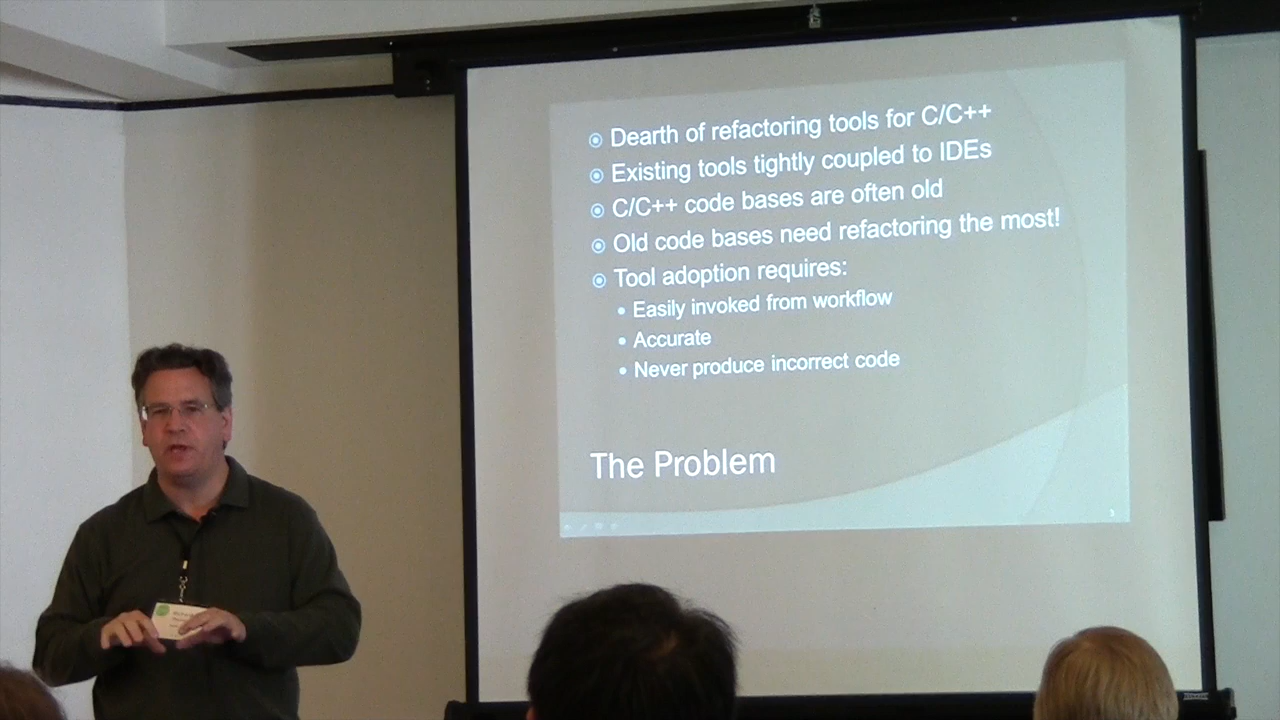 Dearth of refactoring tools for C/C++
Existing tools tightly coupled to IDEs
C/C++ code bases are often old
Old code bases need refactoring the most!
Tool adoption requires:
Easily invoked from workflow
Accurate
Never produce incorrect code
The Problem